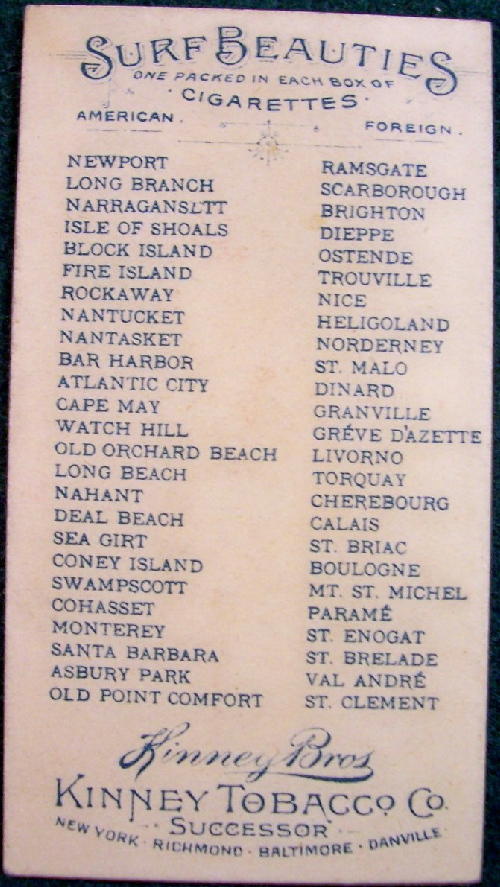 SURF BEAUTIES
ONE PACKED IN EACH BOX OF
· CIGARETTES ·
AMERICAN.
NEWPORT
LONG BRANCH
NARRAGANSETT
ISLE OF SHOALS
BLOCK ISLAND
FIRE ISLAND
ROCKAWAY
NANTUCKET
NANTASKET
BAR HARBOR
ATLANTIC CITY
CAPE MAY
WATCH HILL
OLD ORCHARD BEACH
LONG BEACH
NAHANT
DEAL BEACH
SEA GIRT
CONEY ISLAND
SWAMPSCOTT
COHASSET
MONTEREY
SANTA BARBARA
ASBURY PARK
OLD POINT COMFORT
FOREIGN.
RAMSGATE
SCARBOROUGH
BRIGHTON
DIEPPE
OSTENDE
TROUVILLE
NICE
HELIGOLAND
NORDERNEY
ST. MALO
DINARD
GRANVILLE
GRÉVE D'AZETTE
LIVORNO
TORQUAY
CHEREBOURG
CALAIS
ST. BRIAC
BOULOGNE
MT. ST. MICHEL
PARAMÉ
ST. ENOGAT
ST. BRELADE
VAL ANDRÉ
ST. CLEMENT
Kinney Bros
KINNEY TOBACCO CO.
SUCCESSOR
NEW YORK · RICHMOND · BALTIMORE · DANVILLE